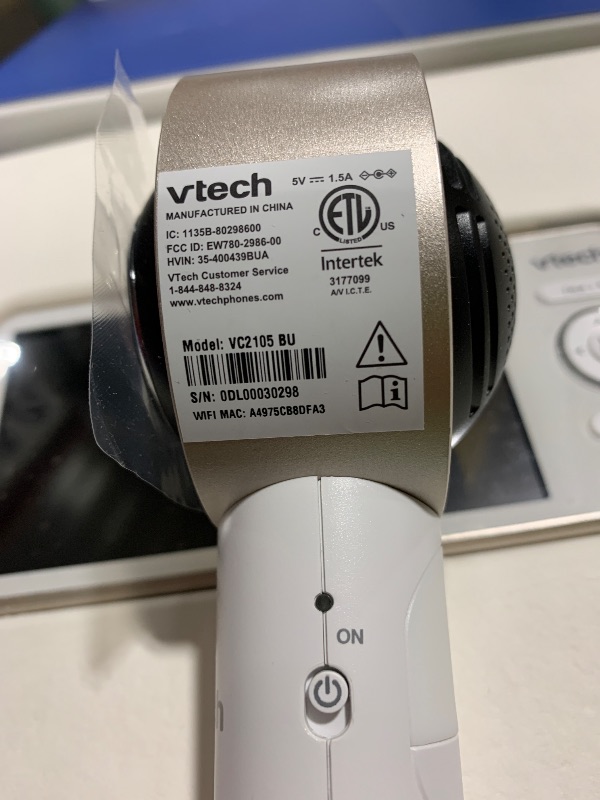 vtech
5V ⎓ 1.5A
MANUFACTURED IN CHINA
IC: 1135B-80298600
FCC ID: EW780-2986-00
HVIN: 35-400439BUA
VTech Customer Service
1-844-848-8324
www.vtechphones.com
ETL
C LISTED US
Intertek
3177099
A/V I.C.T.E.
Model: VC2105 BU
S/N: 0DL00030298
WIFI MAC: A4975CB8DFA3
ON
vtech